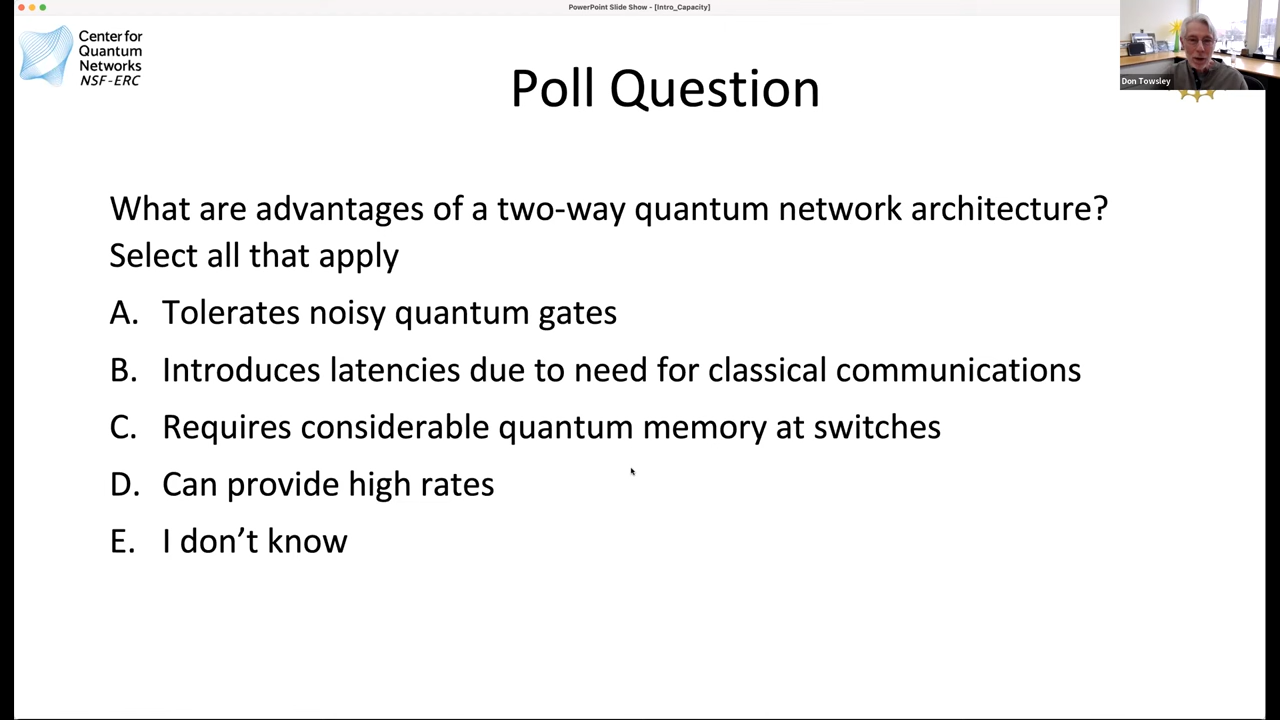 PowerPoint Slide Show - [Intro_Capacity]
Center for
Quantum
Networks
NSF-ERC
Don Towsley
Poll Question
What are advantages of a two-way quantum network architecture?
Select all that apply
A. Tolerates noisy quantum gates
B. Introduces latencies due to need for classical communications
C. Requires considerable quantum memory at switches
D. Can provide high rates
E. I don’t know